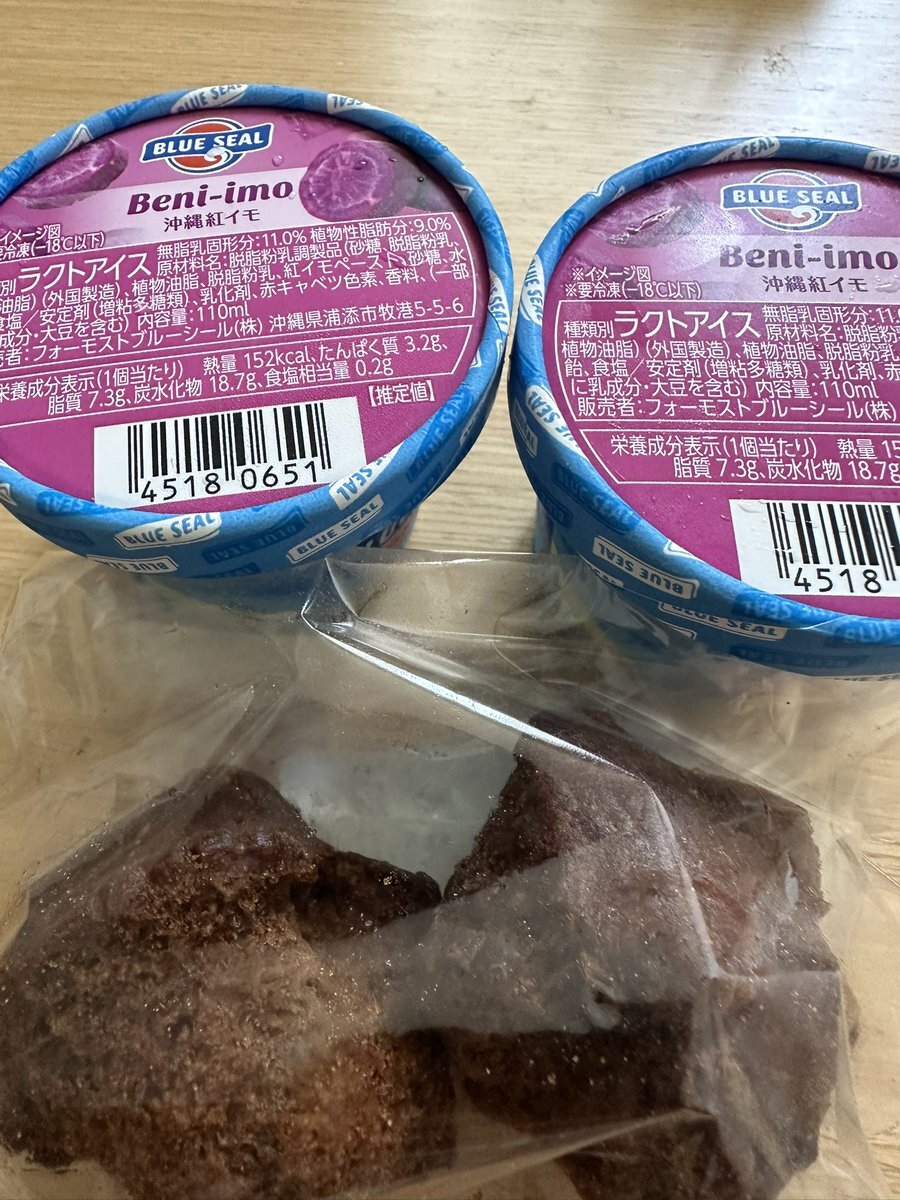 BLUE SEAL
Beni-imo
沖縄紅イモ
イメージ図
要冷凍(-18℃以下)
無脂乳固形分:11.0% 植物性脂肪分:9.0%
別 ラクトアイス 原材料名:脱脂粉乳調製品(砂糖、脱脂粉乳、
油脂)(外国製造)、植物油脂、脱脂粉乳、紅イモペースト、砂糖、水
食塩/安定剤(増粘多糖類)、乳化剤、赤キャベツ色素、香料、(一部
成分・大豆を含む) 内容量:110ml
売者:フォーモストブルーシール(株) 沖縄県浦添市牧港5-5-6
栄養成分表示(1個当たり) 熱量 152kcal、たんぱく質 3.2g、
脂質 7.3g、炭水化物 18.7g、食塩相当量 0.2g
【推定値】
4518 0651
BLUE SEAL
Beni-imo
沖縄紅イモ
※イメージ図
※要冷凍(-18℃以下)
無脂乳固形分:11.
種類別 ラクトアイス 原材料名:脱脂粉
植物油脂)(外国製造)、植物油脂、脱脂粉乳
飴、食塩/安定剤(増粘多糖類)、乳化剤、赤
に乳成分・大豆を含む) 内容量:110ml
販売者:フォーモストブルーシール(株)
栄養成分表示(1個当たり) 熱量 15
脂質 7.3g、炭水化物 18.7g
4518
BLUE SEAL
BLUE SEAL
BLUE SEAL
BLUE SEAL